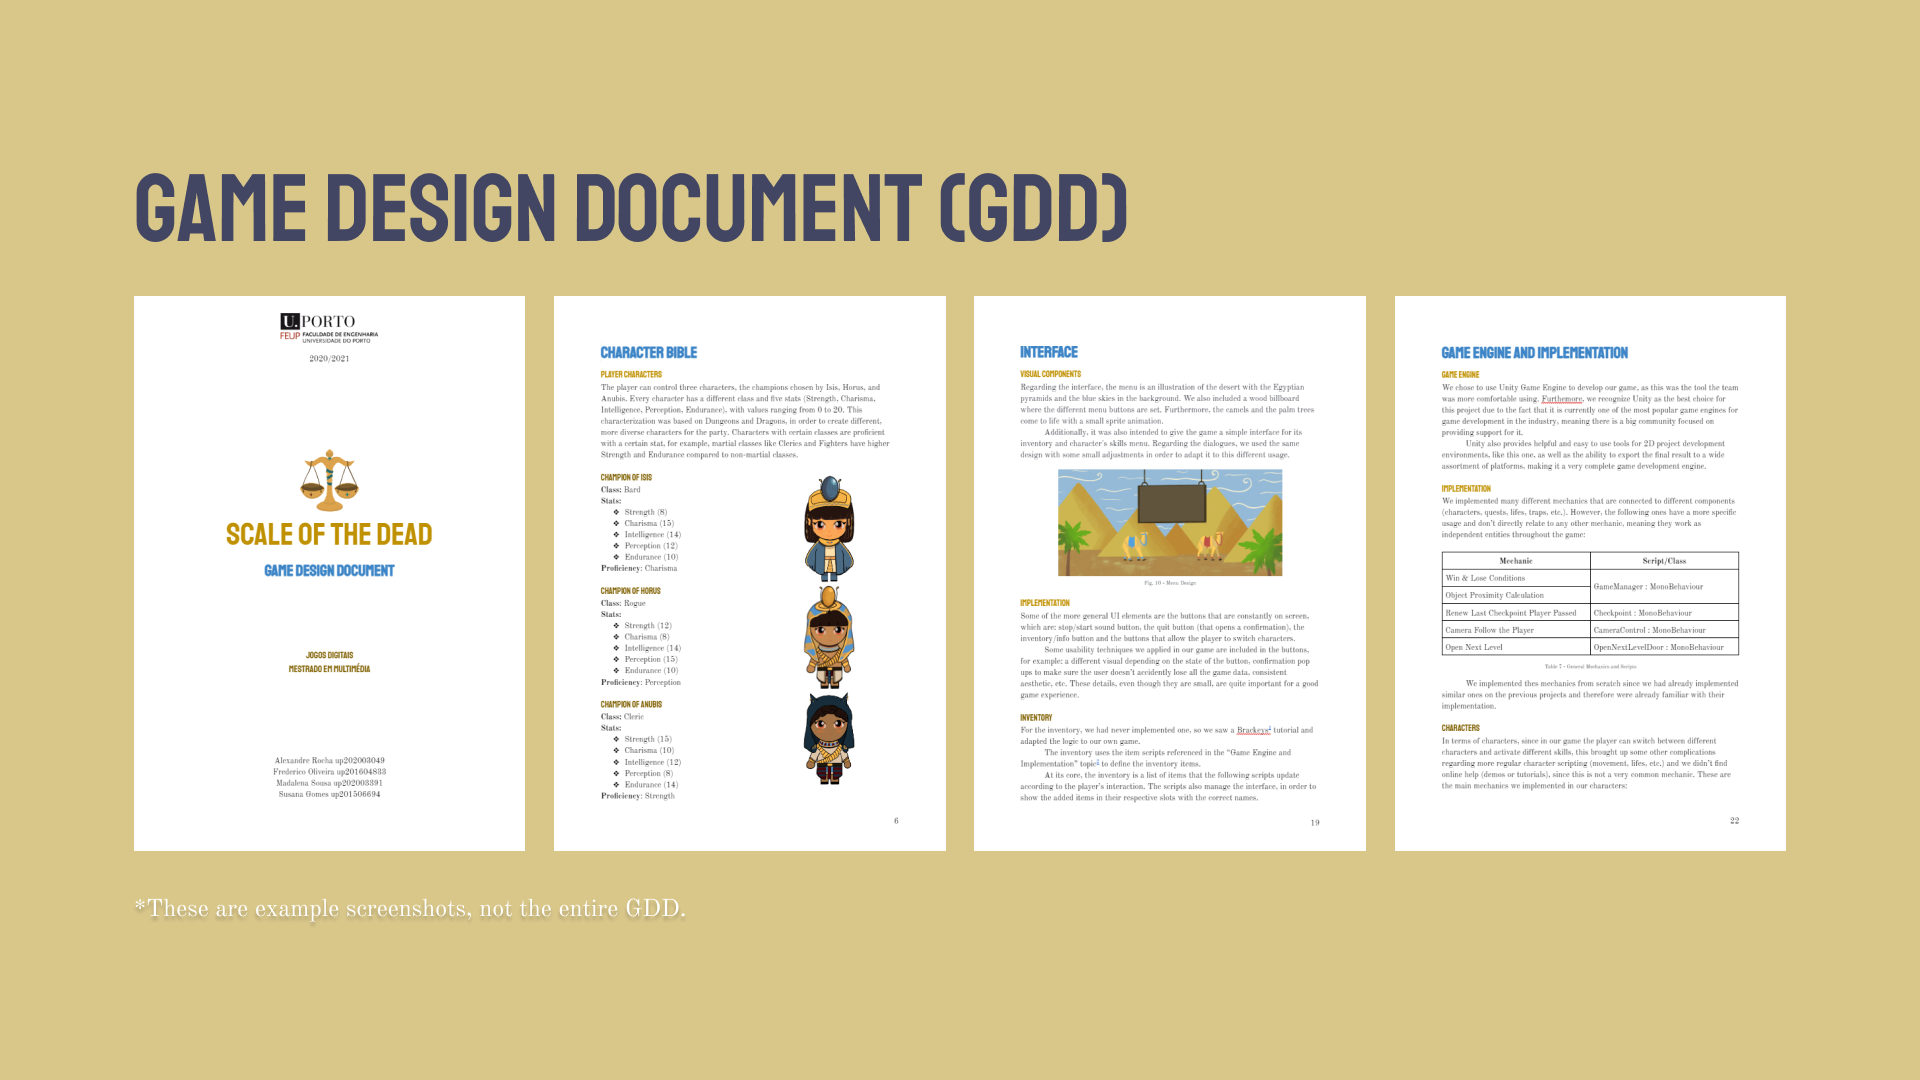 GAME DESIGN DOCUMENT (GDD)
U. PORTO
FEUP FACULDADE DE ENGENHARIA
UNIVERSIDADE DO PORTO
2020/2021
SCALE OF THE DEAD
GAME DESIGN DOCUMENT
JOGOS DIGITAIS
MESTRADO EM MULTIMÉDIA
Alexandre Rocha up202003049
Frederico Oliveira up201604833
Madalena Sousa up202003391
Susana Gomes up201506694
CHARACTER BIBLE
PLAYER CHARACTERS
The player can control three characters, the champions chosen by Isis, Horus, and
Anubis. Every character has a different class and five stats (Strength, Charisma,
Intelligence, Perception, Endurance), with values ranging from 0 to 20. This
characterization was based on Dungeons and Dragons, in order to create different,
more diverse characters for the party. Characters with certain classes are proficient
with a certain stat, for example, martial classes like Clerics and Fighters have higher
Strength and Endurance compared to non-martial classes.
CHAMPION OF ISIS
Class: Bard
Stats:
❖ Strength (8)
❖ Charisma (15)
❖ Intelligence (14)
❖ Perception (12)
❖ Endurance (10)
Proficiency: Charisma
CHAMPION OF HORUS
Class: Rogue
Stats:
❖ Strength (12)
❖ Charisma (8)
❖ Intelligence (14)
❖ Perception (15)
❖ Endurance (10)
Proficiency: Perception
CHAMPION OF ANUBIS
Class: Cleric
Stats:
❖ Strength (15)
❖ Charisma (10)
❖ Intelligence (12)
❖ Perception (8)
❖ Endurance (14)
Proficiency: Strength
6
INTERFACE
VISUAL COMPONENTS
Regarding the interface, the menu is an illustration of the desert with the Egyptian
pyramids and the blue skies in the background. We also included a wood billboard
where the different menu buttons are set. Furthermore, the camels and the palm trees
come to life with a small sprite animation.
Additionally, it was also intended to give the game a simple interface for its
inventory and character's skills menu. Regarding the dialogues, we used the same
design with some small adjustments in order to adapt it to this different usage.
Fig. 10 - Menu Design
IMPLEMENTATION
Some of the more general UI elements are the buttons that are constantly on screen,
which are: stop/start sound button, the quit button (that opens a confirmation), the
inventory/info button and the buttons that allow the player to switch characters.
Some usability techniques we applied in our game are included in the buttons,
for example: a different visual depending on the state of the button, confirmation pop
ups to make sure the user doesn't accidently lose all the game data, consistent
aesthetic, etc. These details, even though they are small, are quite important for a good
game experience.
INVENTORY
For the inventory, we had never implemented one, so we saw a Brackeys tutorial and
adapted the logic to our own game.
The inventory uses the item scripts referenced in the "Game Engine and
Implementation" topic to define the inventory items.
At its core, the inventory is a list of items that the following scripts update
according to the player's interaction. The scripts also manage the interface, in order to
show the added items in their respective slots with the correct names.
19
GAME ENGINE AND IMPLEMENTATION
GAME ENGINE
We chose to use Unity Game Engine to develop our game, as this was the tool the team
was more comfortable using. Furthemore, we recognize Unity as the best choice for
this project due to the fact that it is currently one of the most popular game engines for
game development in the industry, meaning there is a big community focused on
providing support for it.
Unity also provides helpful and easy to use tools for 2D project development
environments, like this one, as well as the ability to export the final result to a wide
assortment of platforms, making it a very complete game development engine.
IMPLEMENTATION
We implemented many different mechanics that are connected to different components
(characters, quests, lifes, traps, etc.). However, the following ones have a more specific
usage and don't directly relate to any other mechanic, meaning they work as
independent entities throughout the game:
Mechanic Script/Class
Win & Lose Conditions GameManager : MonoBehaviour
Object Proximity Calculation
Renew Last Checkpoint Player Passed Checkpoint : MonoBehaviour
Camera Follow the Player CameraControl : MonoBehaviour
Open Next Level OpenNextLevelDoor : MonoBehaviour
Table 7 - General Mechanics and Scripts
We implemented thes mechanics from scratch since we had already implemented
similar ones on the previous projects and therefore were already familiar with their
implementation.
CHARACTERS
In terms of characters, since in our game the player can switch between different
characters and activate different skills, this brought up some other complications
regarding more regular character scripting (movement, lifes, etc.) and we didn't find
online help (demos or tutorials), since this is not a very common mechanic. These are
the main mechanics we implemented in our characters:
22
*These are example screenshots, not the entire GDD.